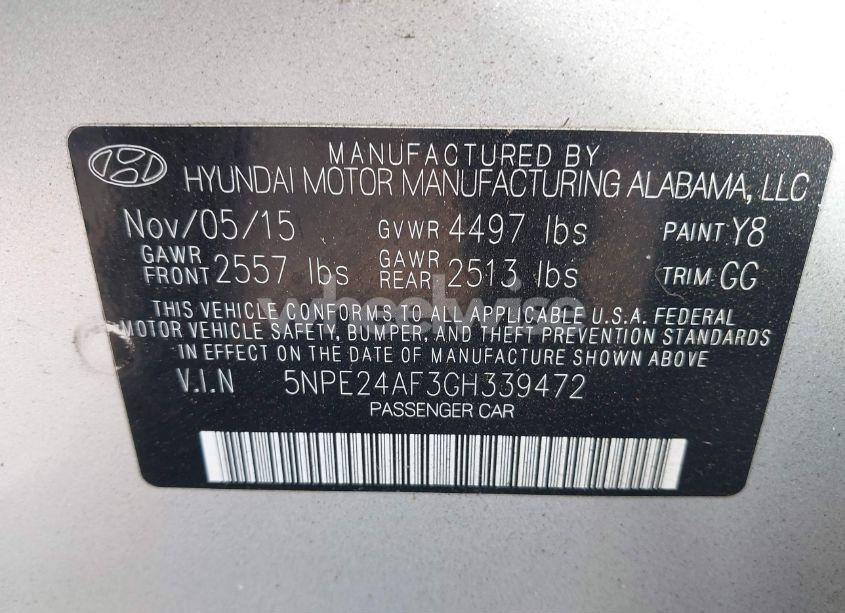 MANUFACTURED BY
HYUNDAI MOTOR MANUFACTURING ALABAMA, LLC
Nov/05/15 GVWR 4497 lbs PAINT Y8
GAWR FRONT 2557 lbs GAWR REAR 2513 lbs TRIM: GG
wheelwise
THIS VEHICLE CONFORMS TO ALL APPLICABLE U.S.A. FEDERAL
MOTOR VEHICLE SAFETY, BUMPER, AND THEFT PREVENTION STANDARDS
IN EFFECT ON THE DATE OF MANUFACTURE SHOWN ABOVE
V.I.N 5NPE24AF3GH339472
PASSENGER CAR